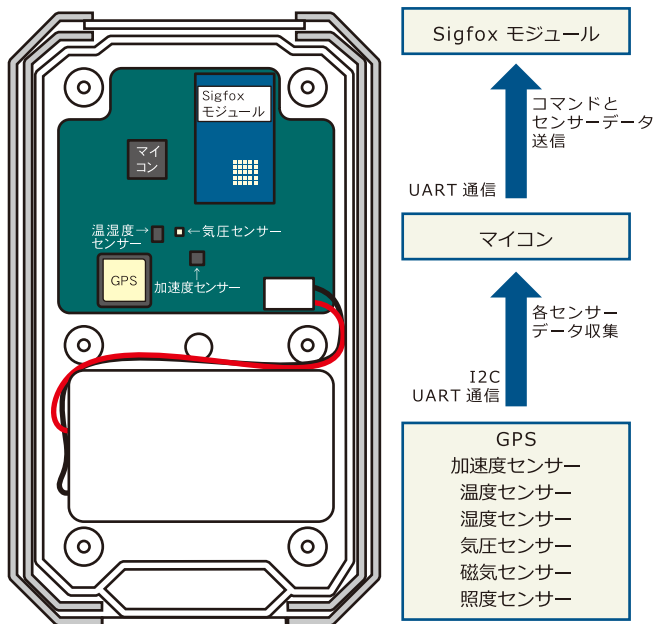 Sigfox
モジュール
マイ
コン
温湿度→
センサー
←気圧センサー
GPS
↑
加速度センサー
Sigfox モジュール
コマンドと
センサーデータ
送信
UART 通信
マイコン
各センサー
データ収集
I2C
UART 通信
GPS
加速度センサー
温度センサー
湿度センサー
気圧センサー
磁気センサー
照度センサー